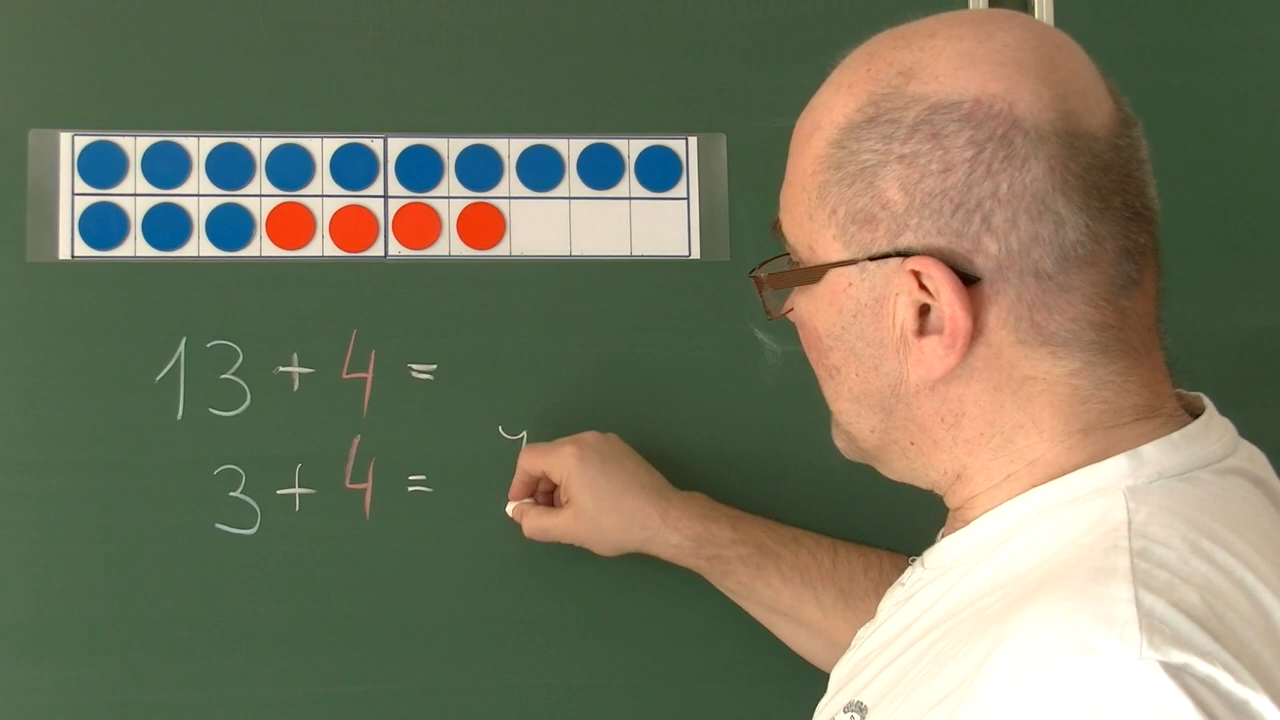 13 + 4 =
3 + 4 =